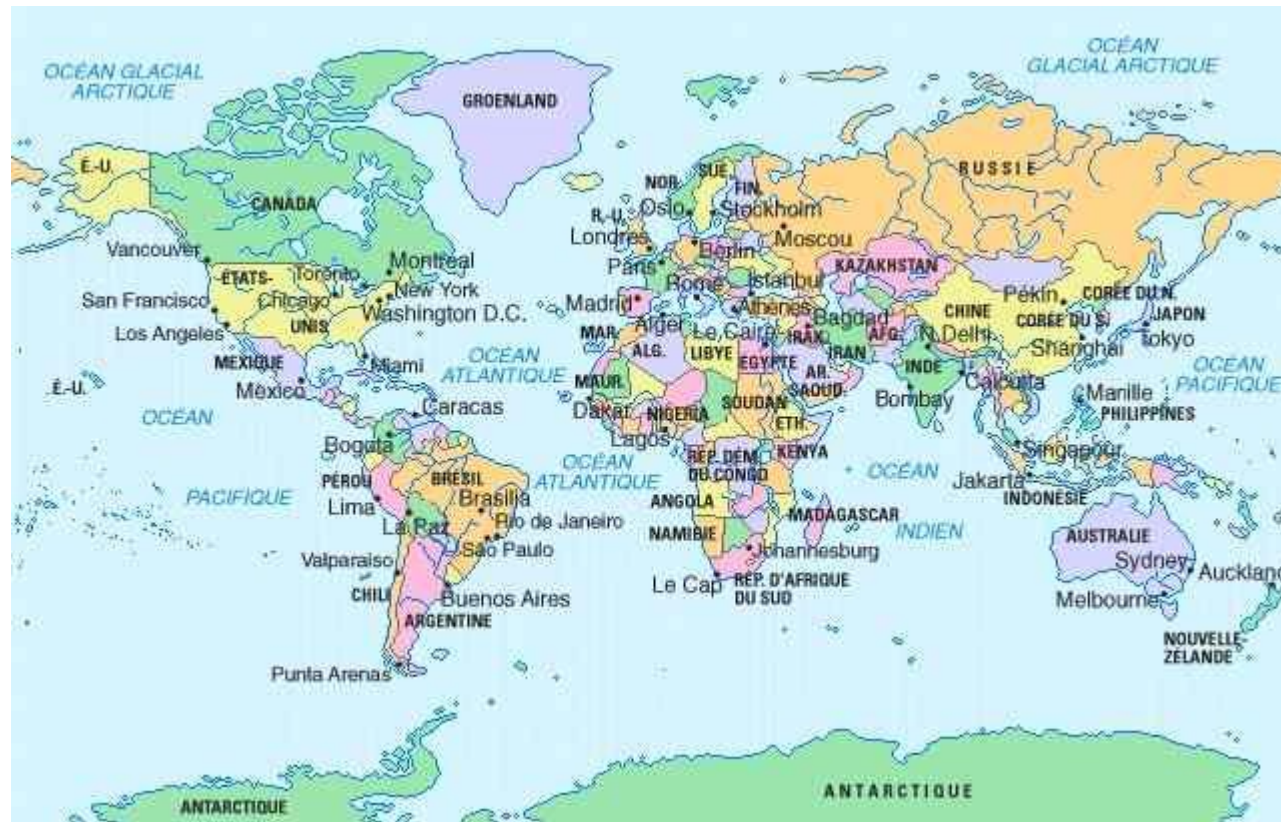 OCÉAN GLACIAL
ARCTIQUE
OCÉAN
GLACIAL ARCTIQUE
GROENLAND
É.-U.
CANADA
RUSSIE
NOR.
SUÈ.
FIN.
Oslo
Stockholm
R.-U.
Londres
Berlin
Moscou
Paris
Vancouver
Montreal
Toronto
ÉTATS-
UNIS
Chicago
New York
Washington D.C.
San Francisco
Los Angeles
Miami
MEXIQUE
Mexico
É.-U.
Madrid
Rome
Istanbul
Athènes
Alger
Le Caire
Bagdad
KAZAKHSTAN
CHINE
Pékin
CORÉE DU N.
CORÉE DU S.
JAPON
Tokyo
Shanghai
MAR.
ALG.
LIBYE
EGYPTE
IRAK
IRAN
AFG.
N.Delhi
AR.
SAOUD.
INDE
Calcutta
Bombay
OCÉAN
ATLANTIQUE
OCÉAN
PACIFIQUE
MAUR.
Dakar
NIGERIA
Lagos
SOUDAN
ETH.
Manille
PHILIPPINES
OCÉAN
PACIFIQUE
Caracas
Bogota
OCÉAN
ATLANTIQUE
RÉP. DÉM.
DU CONGO
KENYA
OCÉAN
INDIEN
Singapour
Jakarta
INDONÉSIE
PÉROU
Lima
BRÉSIL
Brasilia
La Paz
Rio de Janeiro
São Paulo
ANGOLA
NAMIBIE
MADAGASCAR
Johannesburg
Le Cap
RÉP. D'AFRIQUE
DU SUD
AUSTRALIE
Sydney
Melbourne
Auckland
NOUVELLE-
ZÉLANDE
Valparaiso
CHILI
Buenos Aires
ARGENTINE
Punta Arenas
ANTARCTIQUE
ANTARCTIQUE